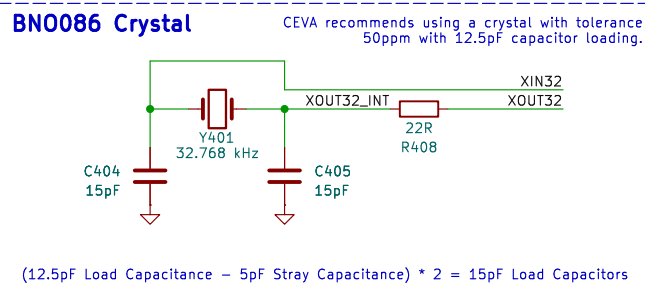 BNO086 Crystal
CEVA recommends using a crystal with tolerance
50ppm with 12.5pF capacitor loading.
XIN32
XOUT32_INT
XOUT32
Y401
32.768 kHz
22R
R408
C404
15pF
C405
15pF
(12.5pF Load Capacitance – 5pF Stray Capacitance) * 2 = 15pF Load Capacitors